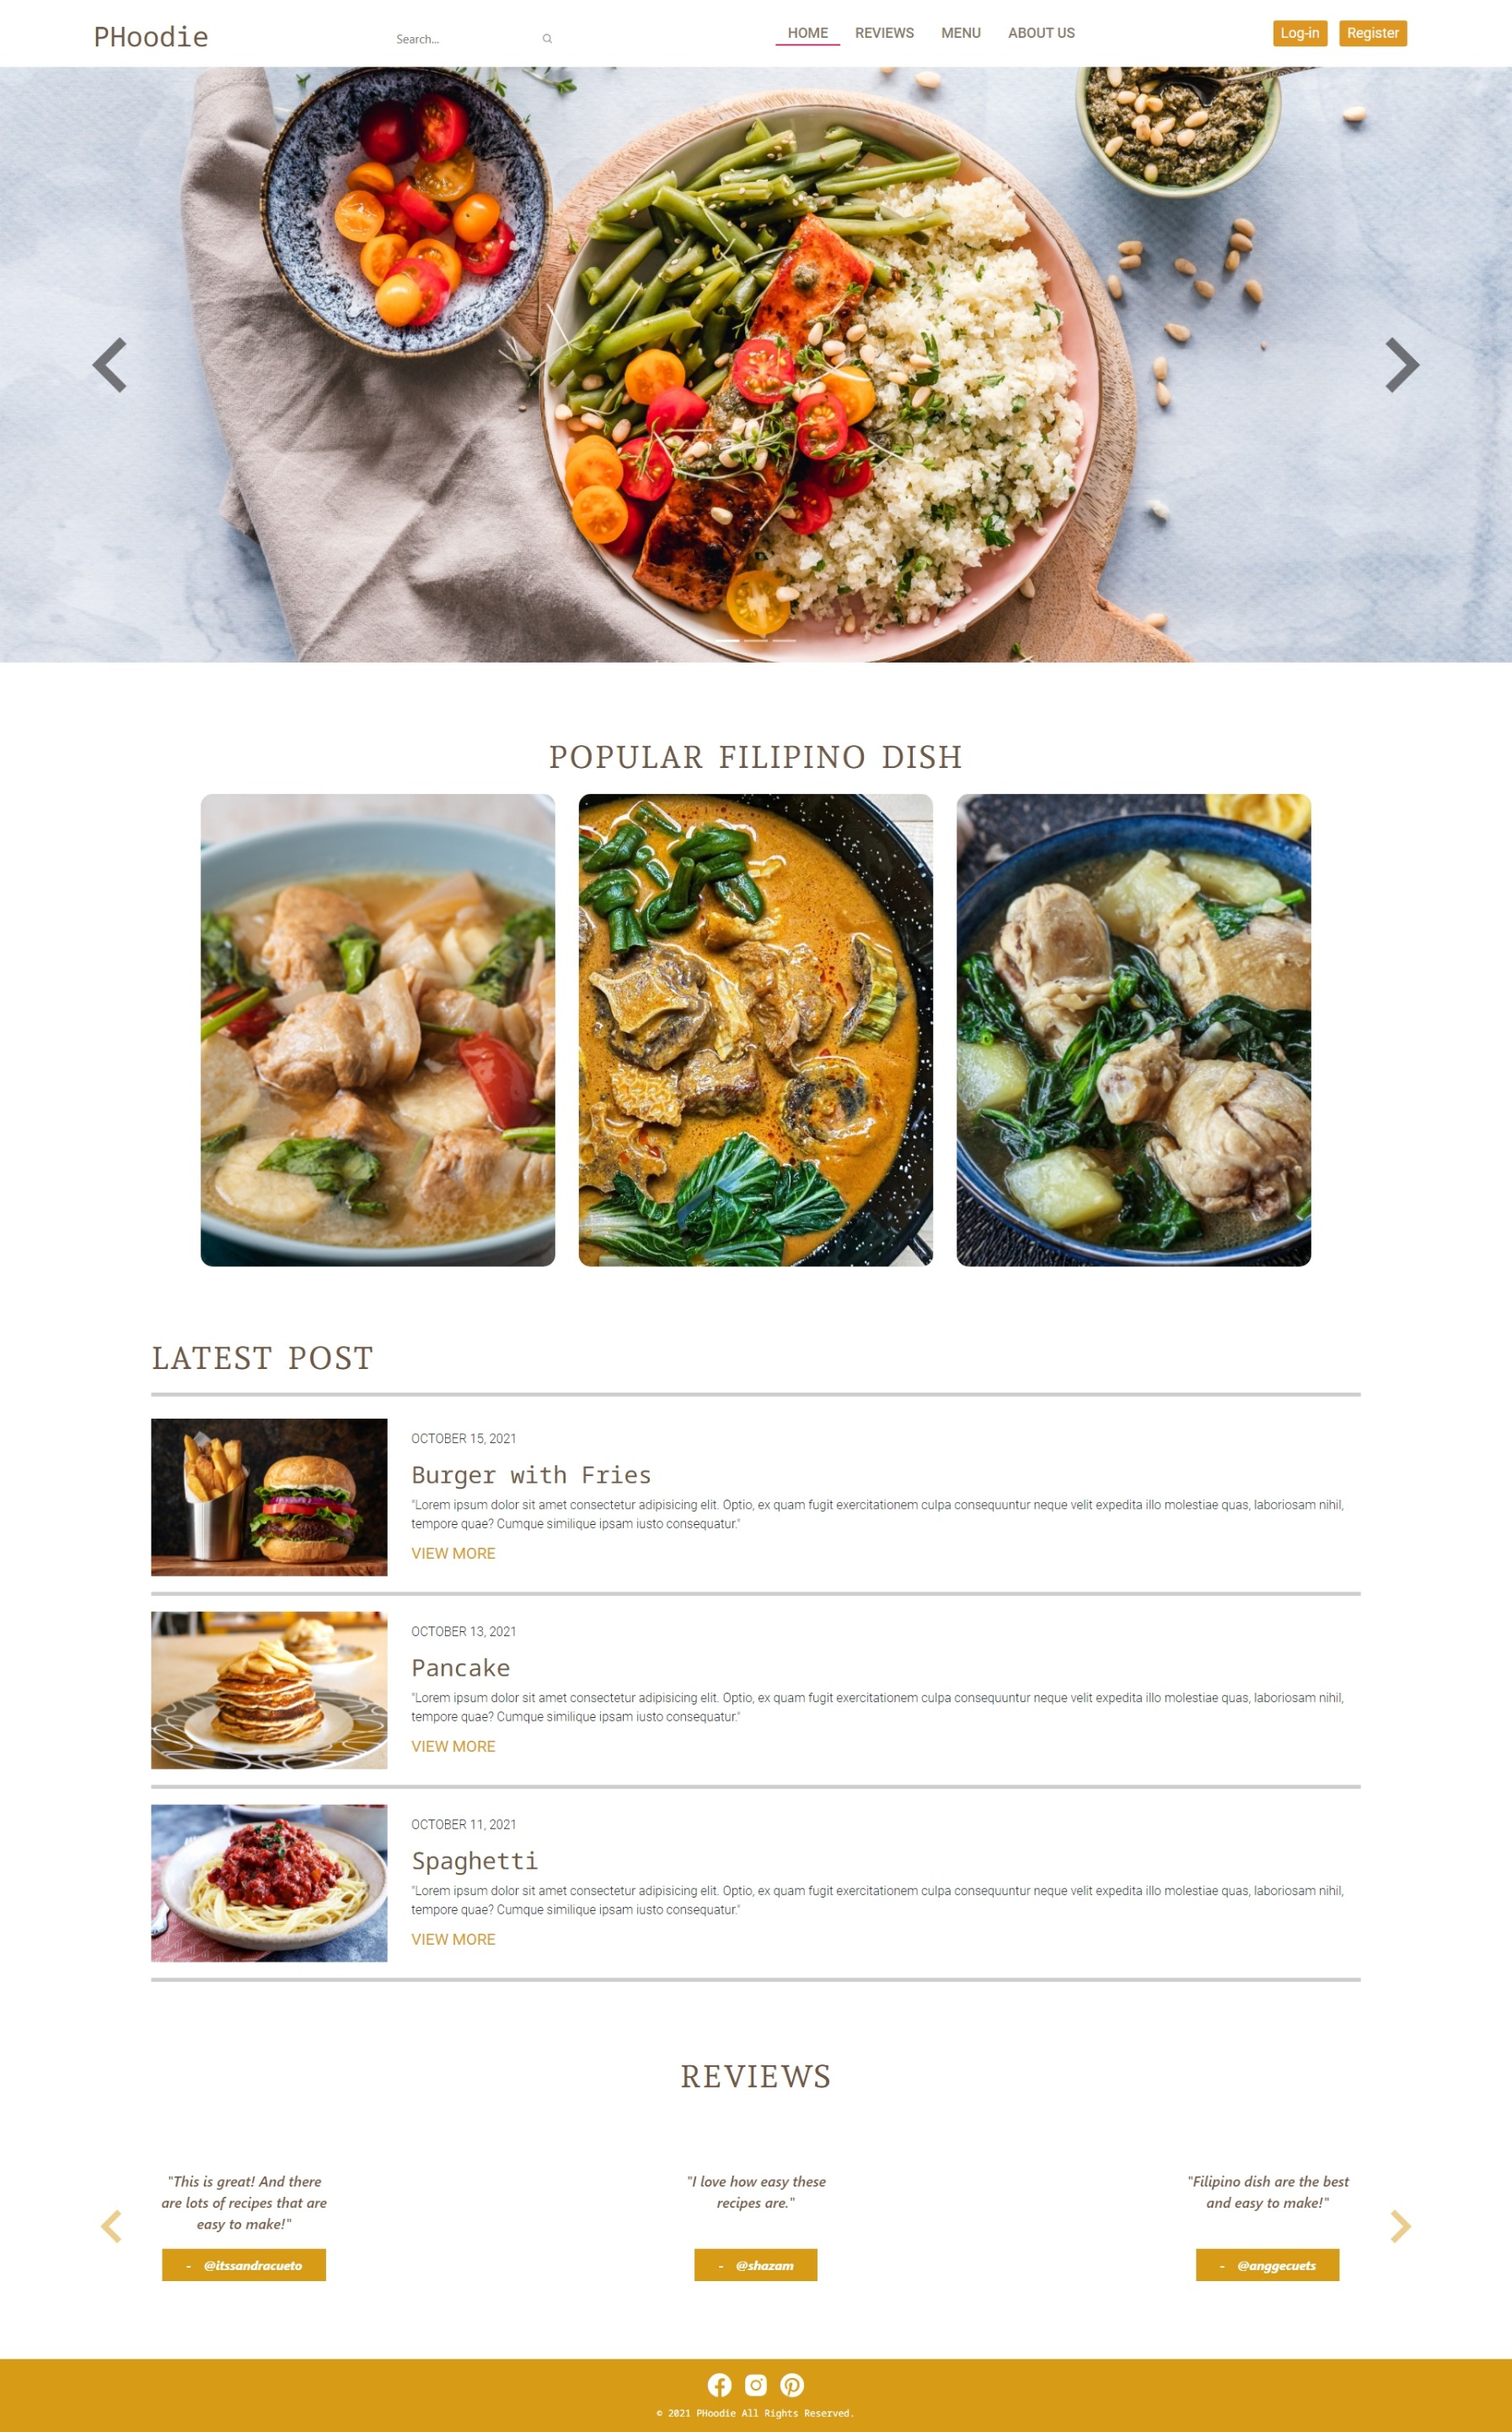 PHoodie
Search...
HOME REVIEWS MENU ABOUT US
Log-in Register
POPULAR FILIPINO DISH
LATEST POST
OCTOBER 15, 2021
Burger with Fries
"Lorem ipsum dolor sit amet consectetur adipisicing elit. Optio, ex quam fugit exercitationem culpa consequuntur neque velit expedita illo molestiae quas, laboriosam nihil,
tempore quae? Cumque similique ipsam iusto consequatur."
VIEW MORE
OCTOBER 13, 2021
Pancake
"Lorem ipsum dolor sit amet consectetur adipisicing elit. Optio, ex quam fugit exercitationem culpa consequuntur neque velit expedita illo molestiae quas, laboriosam nihil,
tempore quae? Cumque similique ipsam iusto consequatur."
VIEW MORE
OCTOBER 11, 2021
Spaghetti
"Lorem ipsum dolor sit amet consectetur adipisicing elit. Optio, ex quam fugit exercitationem culpa consequuntur neque velit expedita illo molestiae quas, laboriosam nihil,
tempore quae? Cumque similique ipsam iusto consequatur."
VIEW MORE
REVIEWS
"This is great! And there
are lots of recipes that are
easy to make!"
- @itssandracueto
"I love how easy these
recipes are."
- @shazam
"Filipino dish are the best
and easy to make!"
- @anggecuets
© 2021 PHoodie All Rights Reserved.